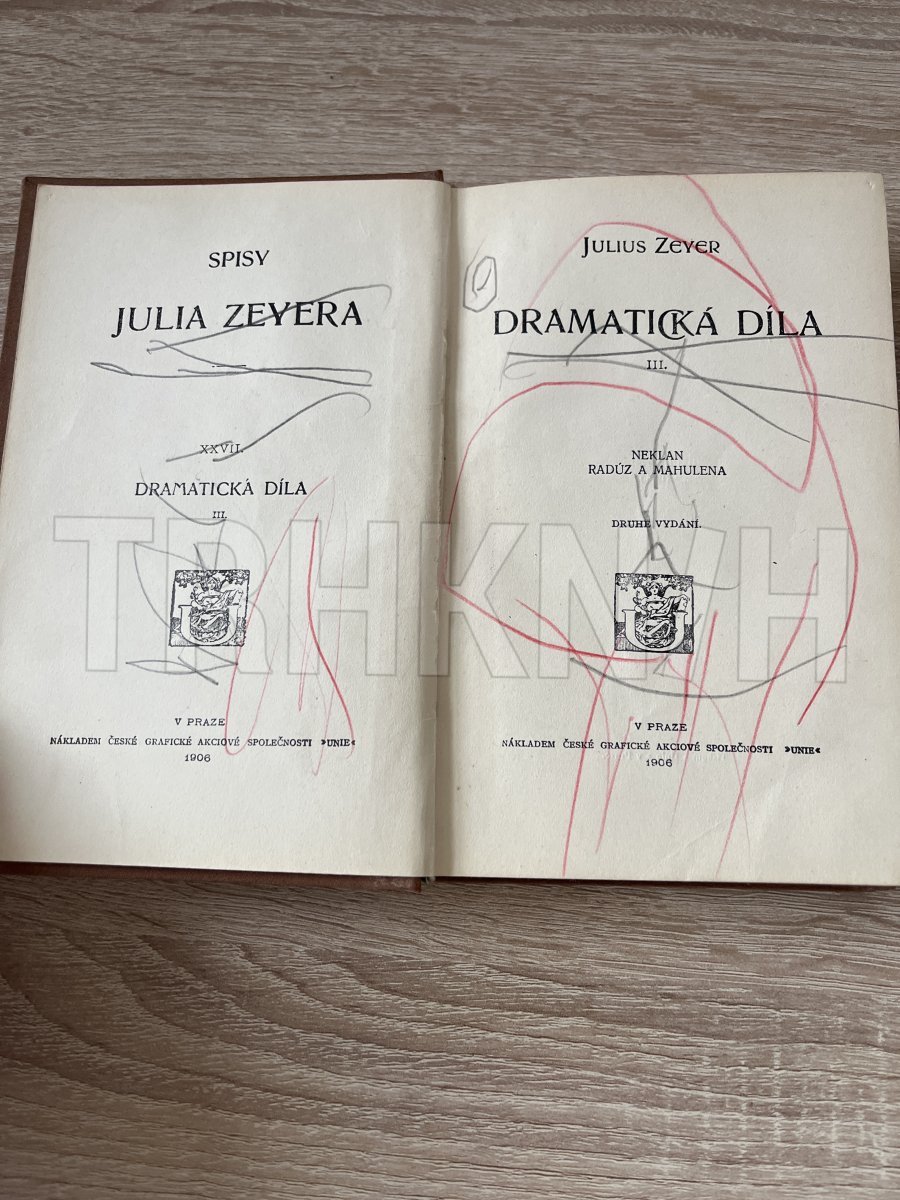 SPISY
JULIA ZEYERA
XXVII.
DRAMATICKÁ DÍLA
III.
U
V PRAZE
NÁKLADEM ČESKÉ GRAFICKÉ AKCIOVÉ SPOLEČNOSTI »UNIE«
1906
JULIUS ZEYER
DRAMATICKÁ DÍLA
III.
NEKLAN
RADÚZ A MAHULENA
DRUHÉ VYDÁNÍ.
U
V PRAZE
NÁKLADEM ČESKÉ GRAFICKÉ AKCIOVÉ SPOLEČNOSTI »UNIE«
1906
TRHKNIH